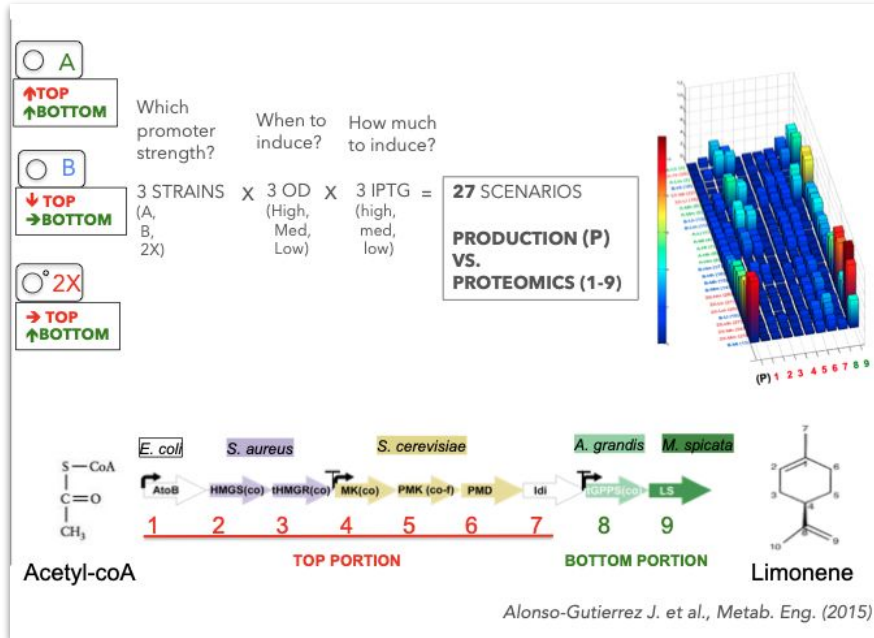 A
↑TOP
↑BOTTOM
B
↓ TOP
→BOTTOM
2X
→ TOP
↑BOTTOM
Which
promoter
strength?
When to
induce?
How much
to induce?
3 STRAINS
(A,
B,
2X)
X
3 OD
(High,
Med,
Low)
X
3 IPTG
(high,
med,
low)
=
27 SCENARIOS
PRODUCTION (P)
VS.
PROTEOMICS (1-9)
(P) 1 2 3 4 5 6 7 8 9
E. coli
S. aureus
S. cerevisiae
A. grandis
M. spicata
AtoB
HMGS(co)
tHMGR(co)
MK(co)
PMK (co-f)
PMD
Idi
tGPPS(co)
LS
1 2 3 4 5 6 7 8 9
TOP PORTION
BOTTOM PORTION
S—CoA
C=O
CH3
Acetyl-coA
7
1
2
6
3
5
4
8
10
9
Limonene
Alonso-Gutierrez J. et al., Metab. Eng. (2015)